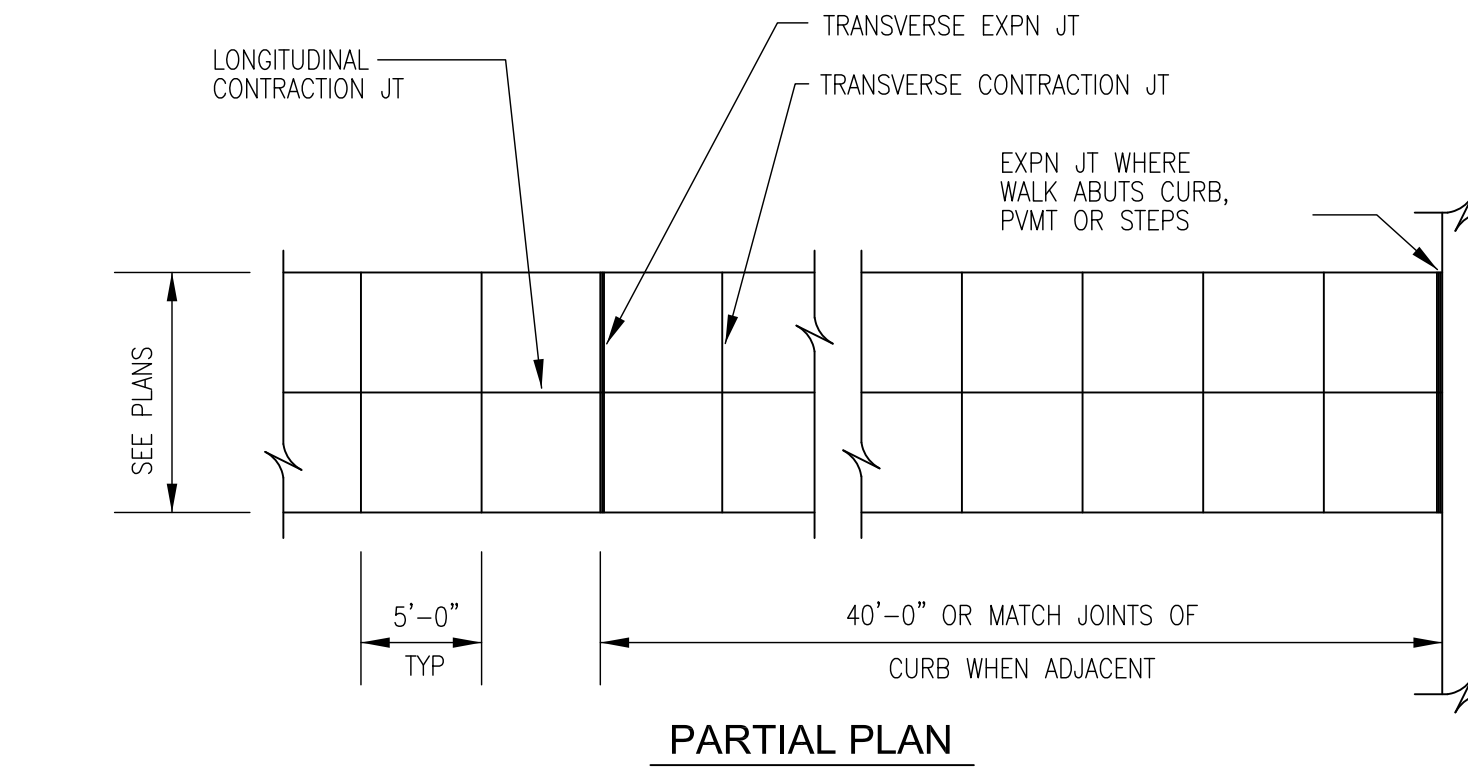 TRANSVERSE EXPN JT
LONGITUDINAL
CONTRACTION JT
TRANSVERSE CONTRACTION JT
EXPN JT WHERE
WALK ABUTS CURB,
PVMT OR STEPS
SEE PLANS
5'-0"
TYP
40'-0" OR MATCH JOINTS OF
CURB WHEN ADJACENT
PARTIAL PLAN